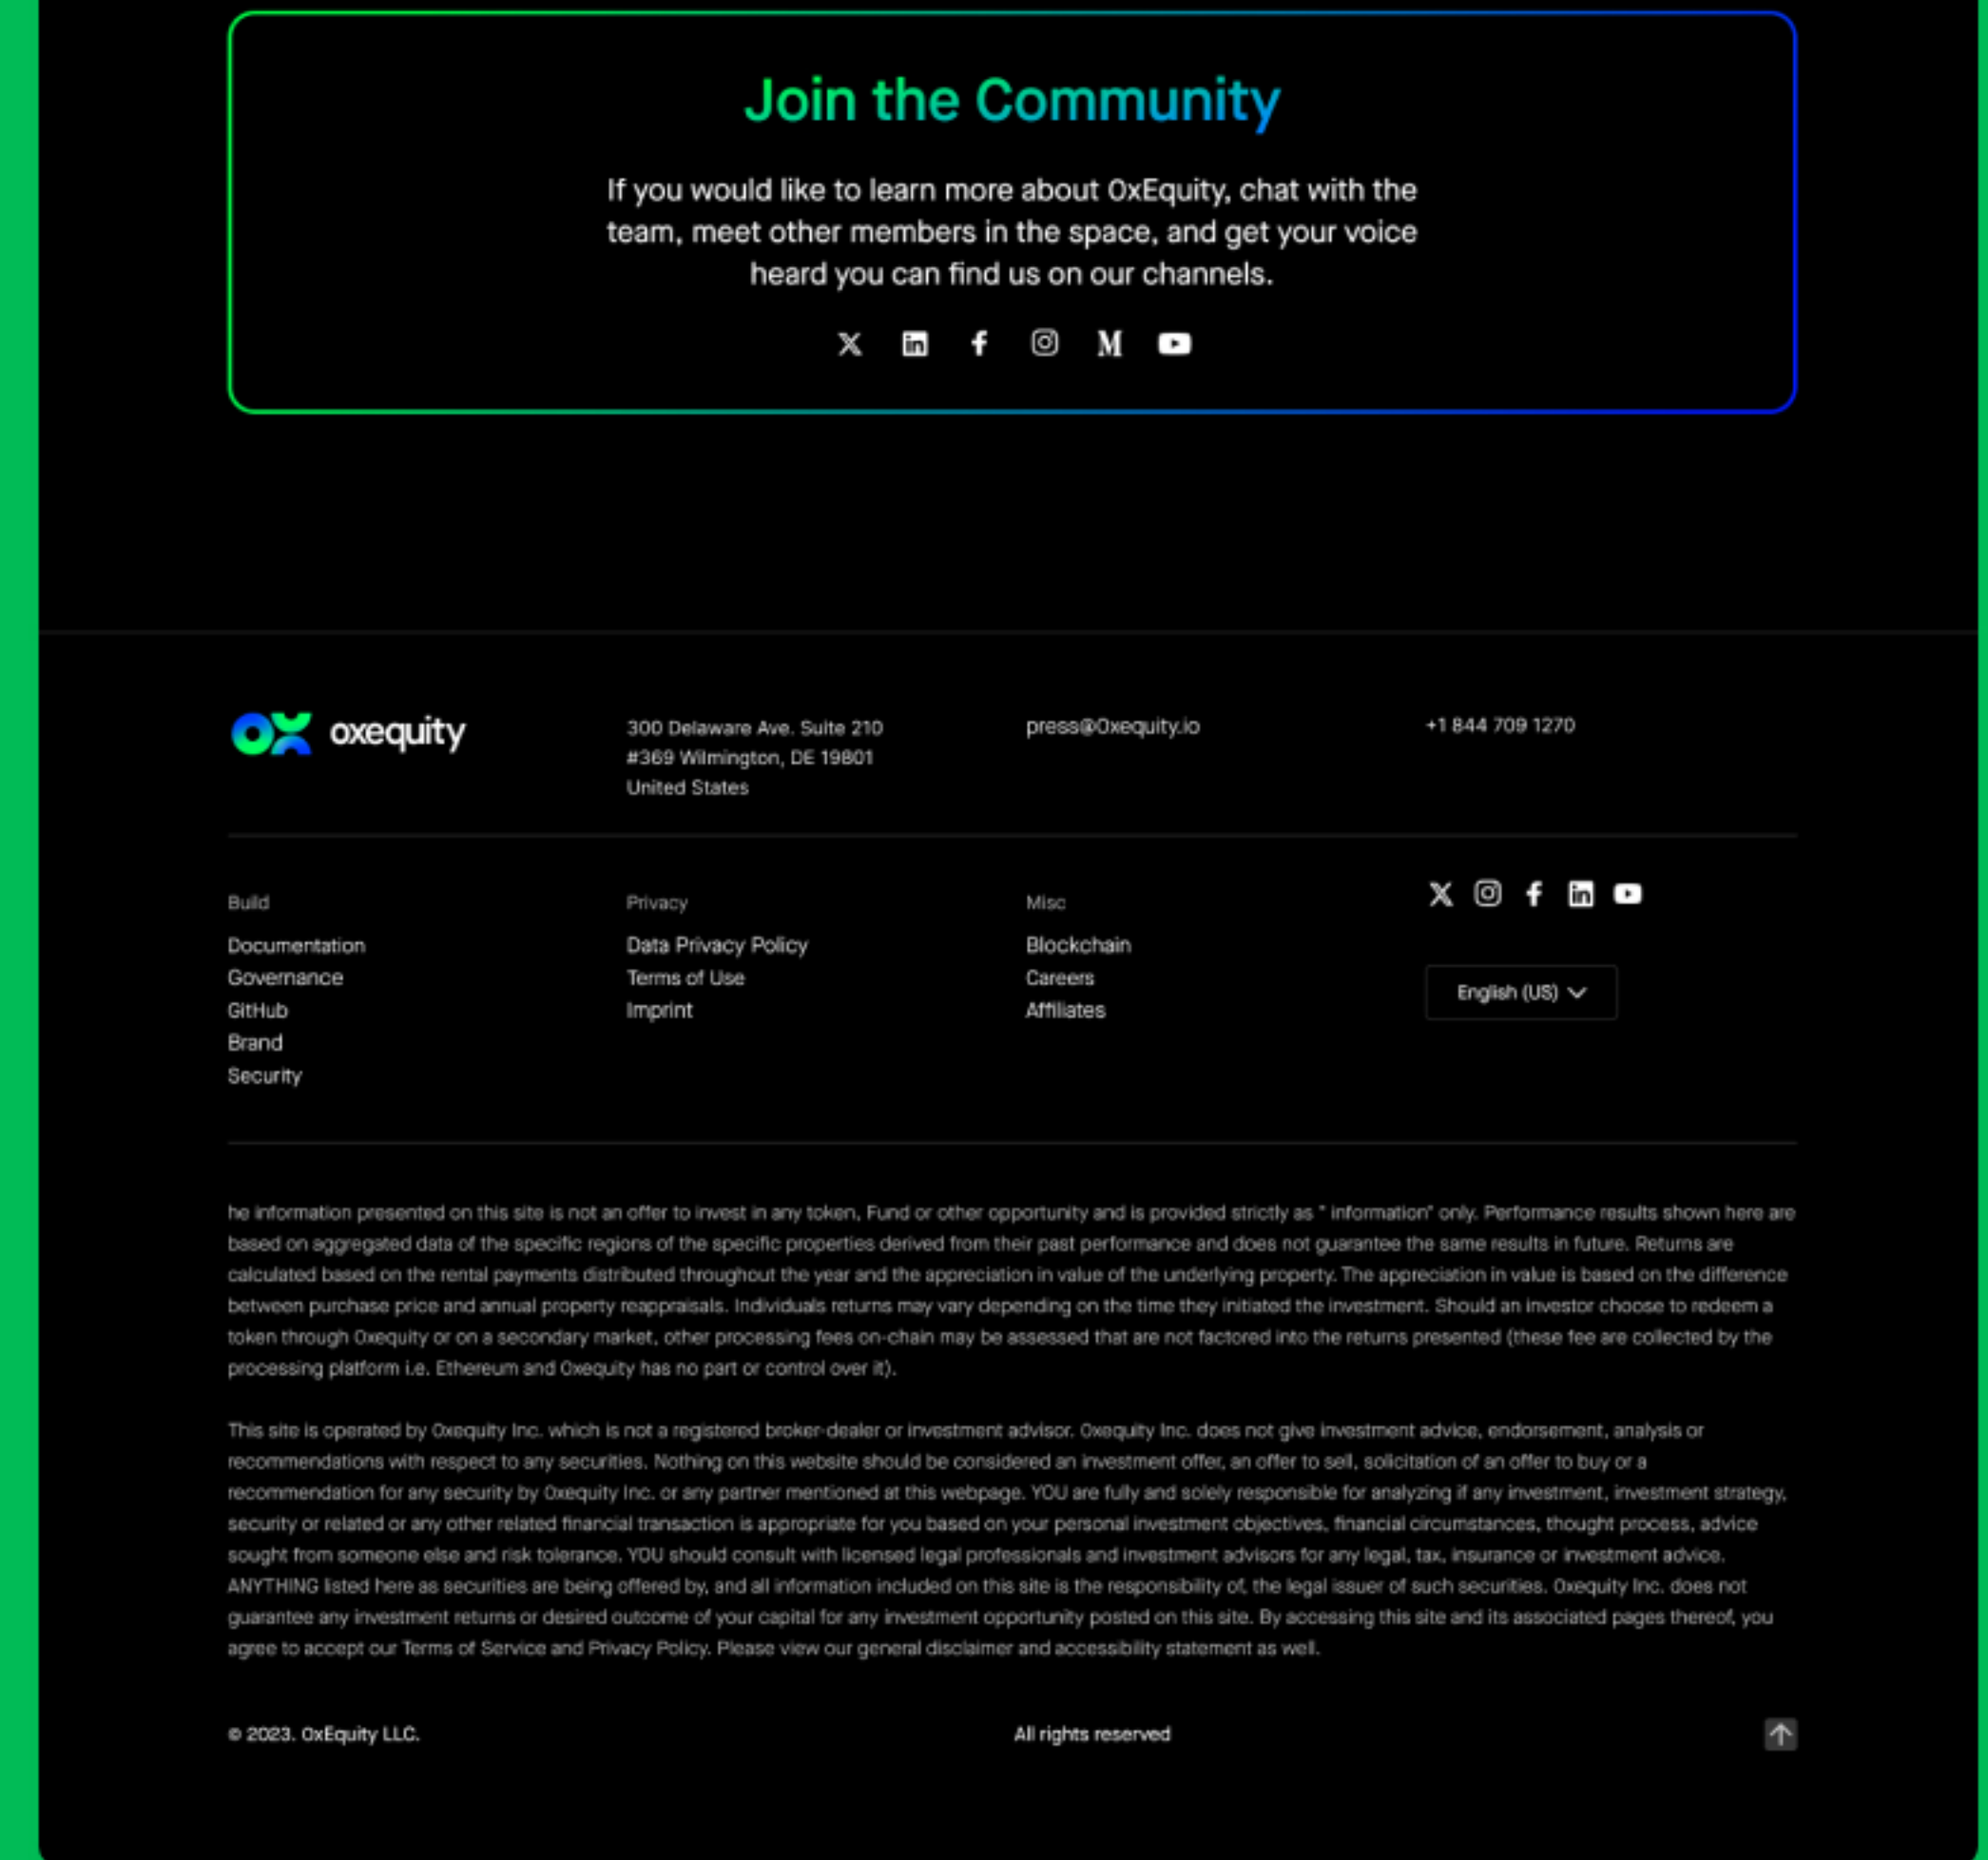 Join the Community
If you would like to learn more about 0xEquity, chat with the
team, meet other members in the space, and get your voice
heard you can find us on our channels.
oxequity
300 Delaware Ave. Suite 210
#369 Wilmington, DE 19801
United States
press@0xequity.io
+1 844 709 1270
Build
Documentation
Governance
GitHub
Brand
Security
Privacy
Data Privacy Policy
Terms of Use
Imprint
Misc
Blockchain
Careers
Affiliates
English (US)
he information presented on this site is not an offer to invest in any token, Fund or other opportunity and is provided strictly as " information" only. Performance results shown here are
based on aggregated data of the specific regions of the specific properties derived from their past performance and does not guarantee the same results in future. Returns are
calculated based on the rental payments distributed throughout the year and the appreciation in value of the underlying property. The appreciation in value is based on the difference
between purchase price and annual property reappraisals. Individuals returns may vary depending on the time they initiated the investment. Should an investor choose to redeem a
token through 0xequity or on a secondary market, other processing fees on-chain may be assessed that are not factored into the returns presented (these fee are collected by the
processing platform i.e. Ethereum and 0xequity has no part or control over it).
This site is operated by 0xequity Inc. which is not a registered broker-dealer or investment advisor. 0xequity Inc. does not give investment advice, endorsement, analysis or
recommendations with respect to any securities. Nothing on this website should be considered an investment offer, an offer to sell, solicitation of an offer to buy or a
recommendation for any security by 0xequity Inc. or any partner mentioned at this webpage. YOU are fully and solely responsible for analyzing if any investment, investment strategy,
security or related or any other related financial transaction is appropriate for you based on your personal investment objectives, financial circumstances, thought process, advice
sought from someone else and risk tolerance. YOU should consult with licensed legal professionals and investment advisors for any legal, tax, insurance or investment advice.
ANYTHING listed here as securities are being offered by, and all information included on this site is the responsibility of, the legal issuer of such securities. 0xequity Inc. does not
guarantee any investment returns or desired outcome of your capital for any investment opportunity posted on this site. By accessing this site and its associated pages thereof, you
agree to accept our Terms of Service and Privacy Policy. Please view our general disclaimer and accessibility statement as well.
© 2023. 0xEquity LLC.
All rights reserved